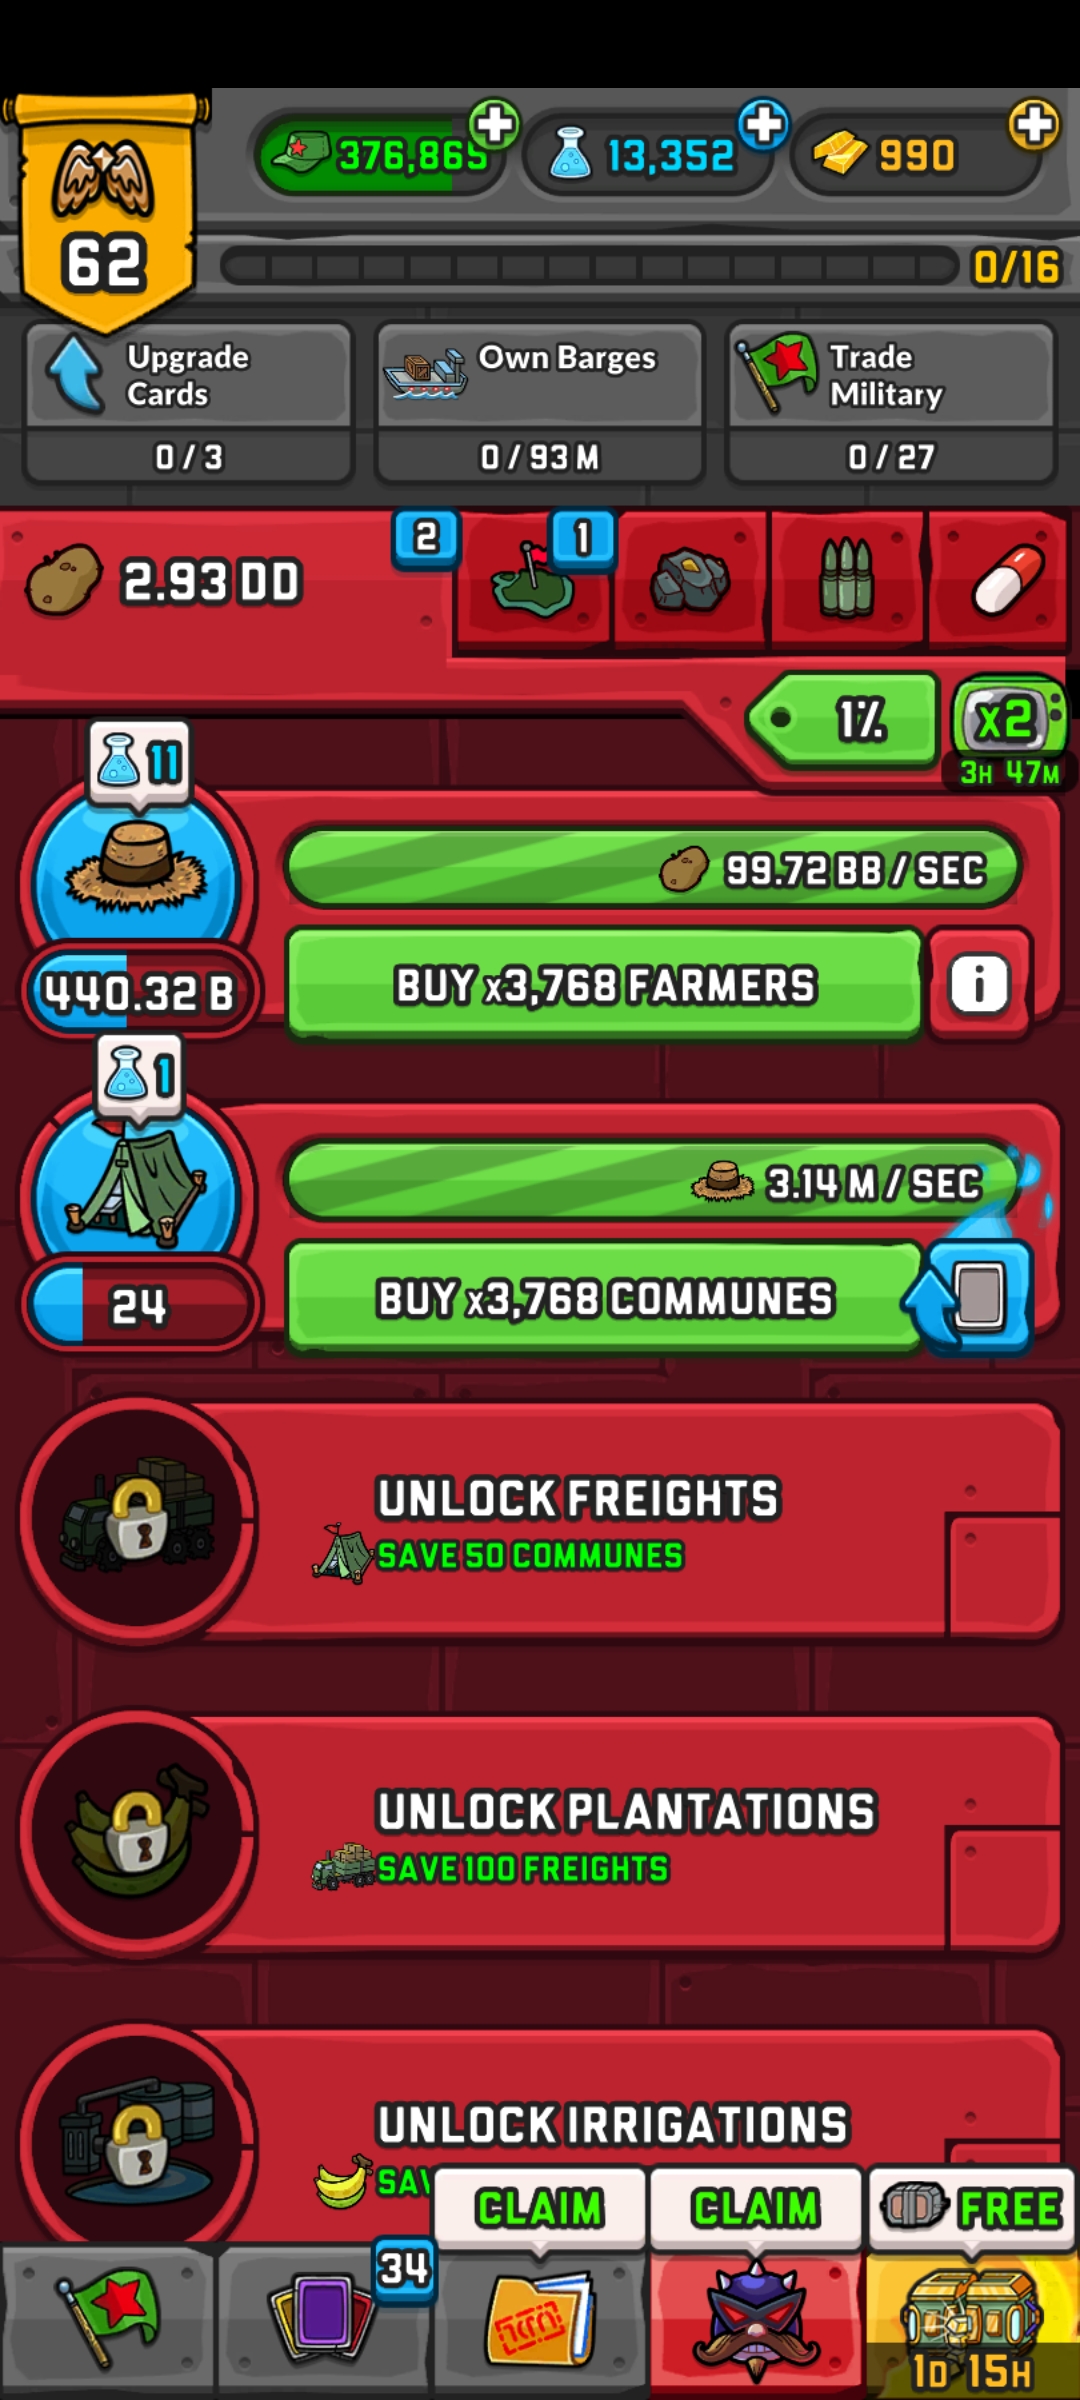 376,865
13,352
990
62
0/16
Upgrade
Cards
0 / 3
Own Barges
0 / 93 M
Trade
Military
0 / 27
2.93 DD
2
1
1%
x2
3H 47M
11
99.72 BB / SEC
440.32 B
BUY x3,768 FARMERS
i
1
3.14 M / SEC
24
BUY x3,768 COMMUNES
UNLOCK FREIGHTS
SAVE 50 COMMUNES
UNLOCK PLANTATIONS
SAVE 100 FREIGHTS
UNLOCK IRRIGATIONS
CLAIM
CLAIM
FREE
34
1D 15H